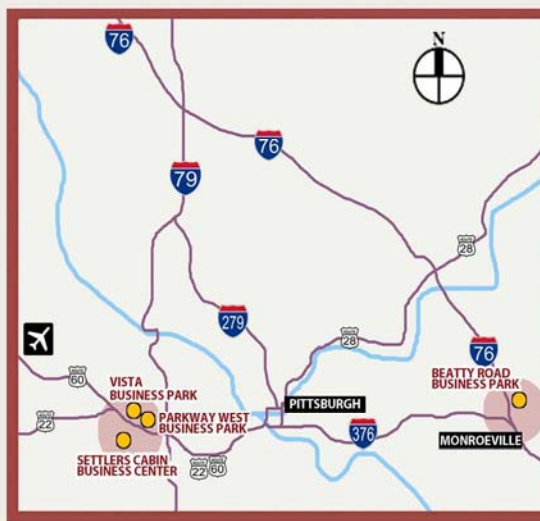 76
N
76
79
28
279
28
76
BEATTY ROAD
BUSINESS PARK
60
VISTA
BUSINESS PARK
PITTSBURGH
22
PARKWAY WEST
BUSINESS PARK
376
MONROEVILLE
SETTLERS CABIN
BUSINESS CENTER
22 60